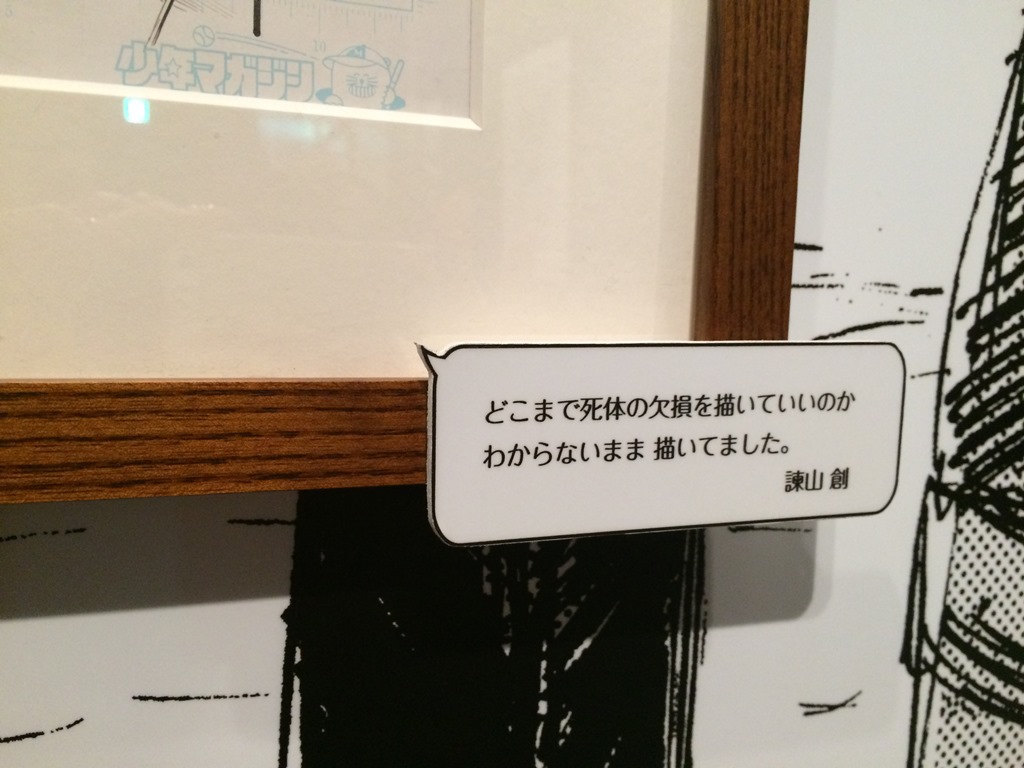 10
少年マガジン
どこまで死体の欠損を描いていいのか
わからないまま 描いてました。
諫山 創